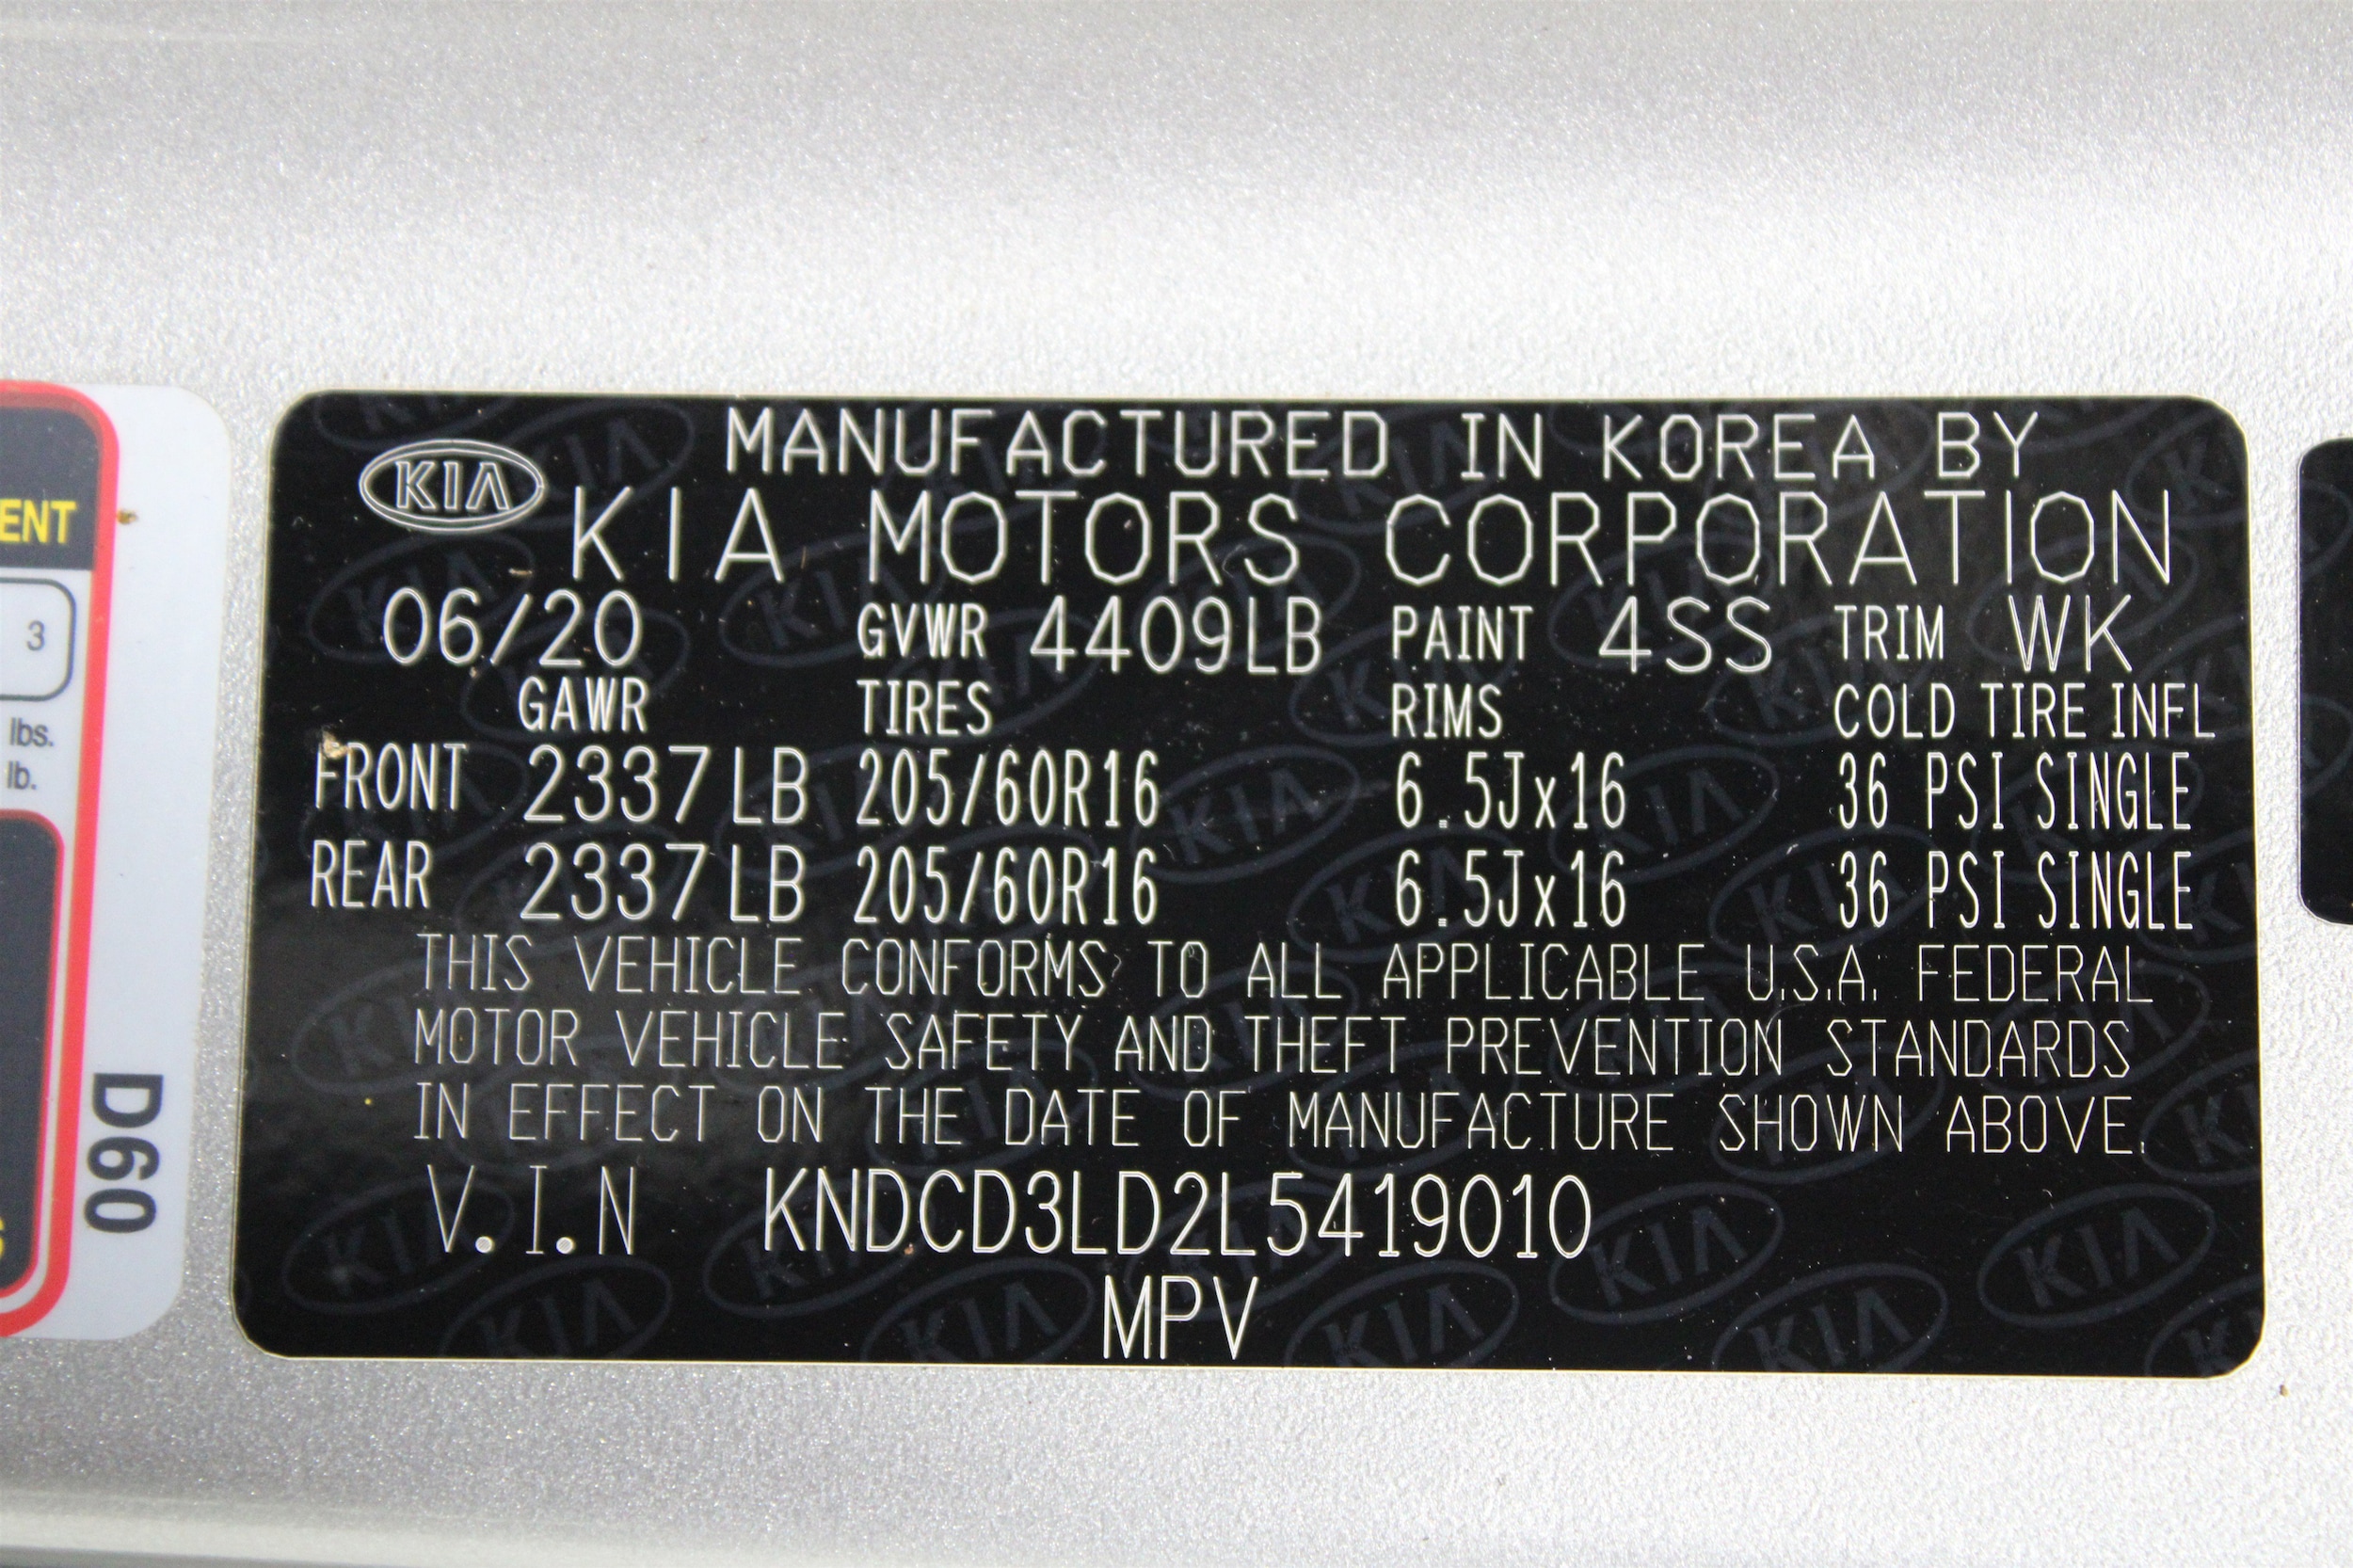 MANUFACTURED IN KOREA BY
KIA KIA MOTORS CORPORATION
06/20 GVWR 4409LB PAINT 4SS TRIM WK
GAWR TIRES RIMS COLD TIRE INFL
FRONT 2337LB 205/60R16 6.5Jx16 36 PSI SINGLE
REAR 2337LB 205/60R16 6.5Jx16 36 PSI SINGLE
THIS VEHICLE CONFORMS TO ALL APPLICABLE U.S.A. FEDERAL
MOTOR VEHICLE SAFETY AND THEFT PREVENTION STANDARDS
IN EFFECT ON THE DATE OF MANUFACTURE SHOWN ABOVE.
V.I.N KNDCD3LD2L5419010
MPV
3
lbs.
lb.
D60